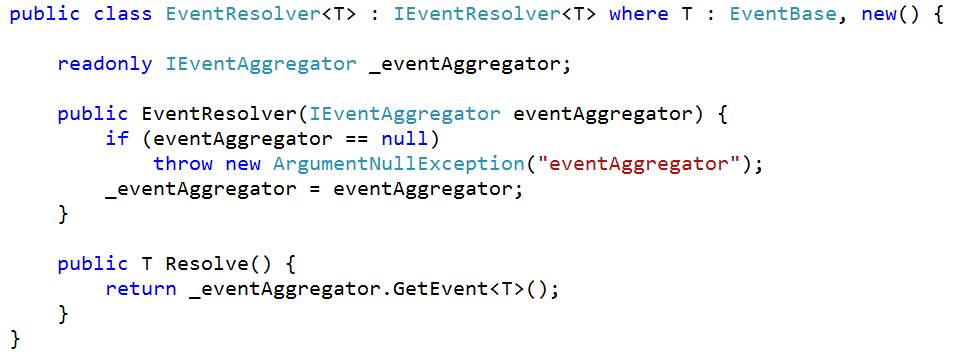 public class EventResolver<T> : IEventResolver<T> where T : EventBase, new() {
readonly IEventAggregator _eventAggregator;
public EventResolver(IEventAggregator eventAggregator) {
if (eventAggregator == null)
throw new ArgumentNullException("eventAggregator");
_eventAggregator = eventAggregator;
}
public T Resolve() {
return _eventAggregator.GetEvent<T>();
}
}